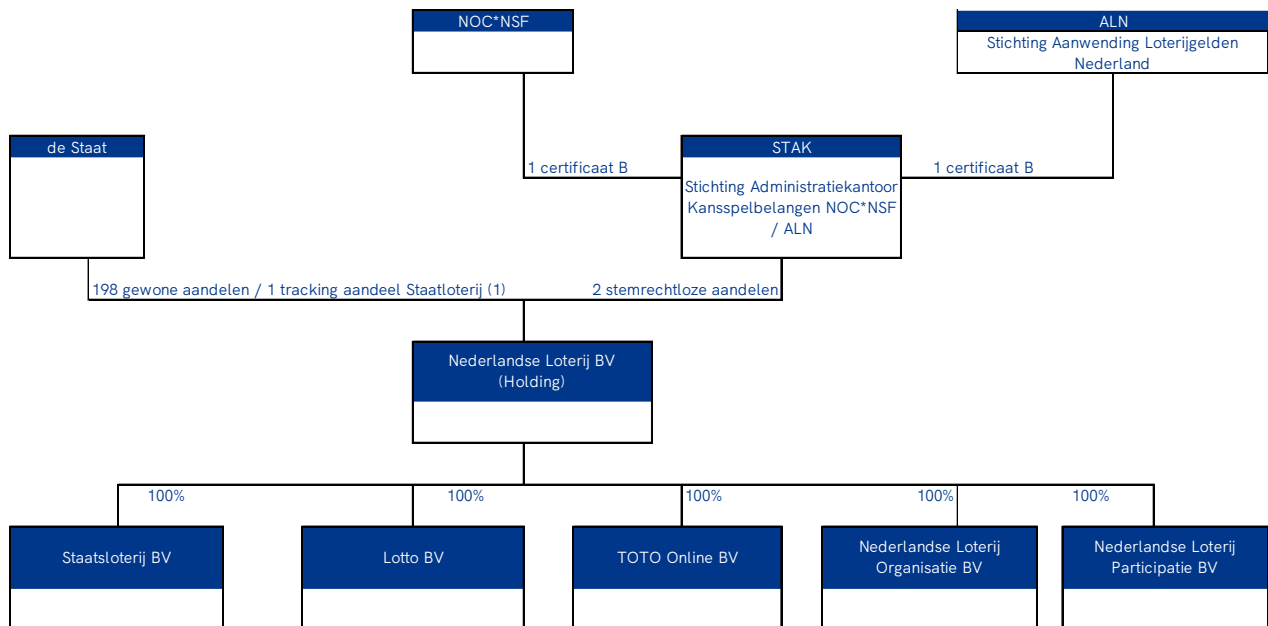 NOC*NSF
ALN
Stichting Aanwending Loterijgelden
Nederland
de Staat
STAK
1 certificaat B
1 certificaat B
Stichting Administratiekantoor
Kansspelbelangen NOC*NSF
/ ALN
198 gewone aandelen / 1 tracking aandeel Staatloterij (1)
2 stemrechtloze aandelen
Nederlandse Loterij BV
(Holding)
100%
100%
100%
100%
100%
Staatsloterij BV
Lotto BV
TOTO Online BV
Nederlandse Loterij
Organisatie BV
Nederlandse Loterij
Participatie BV